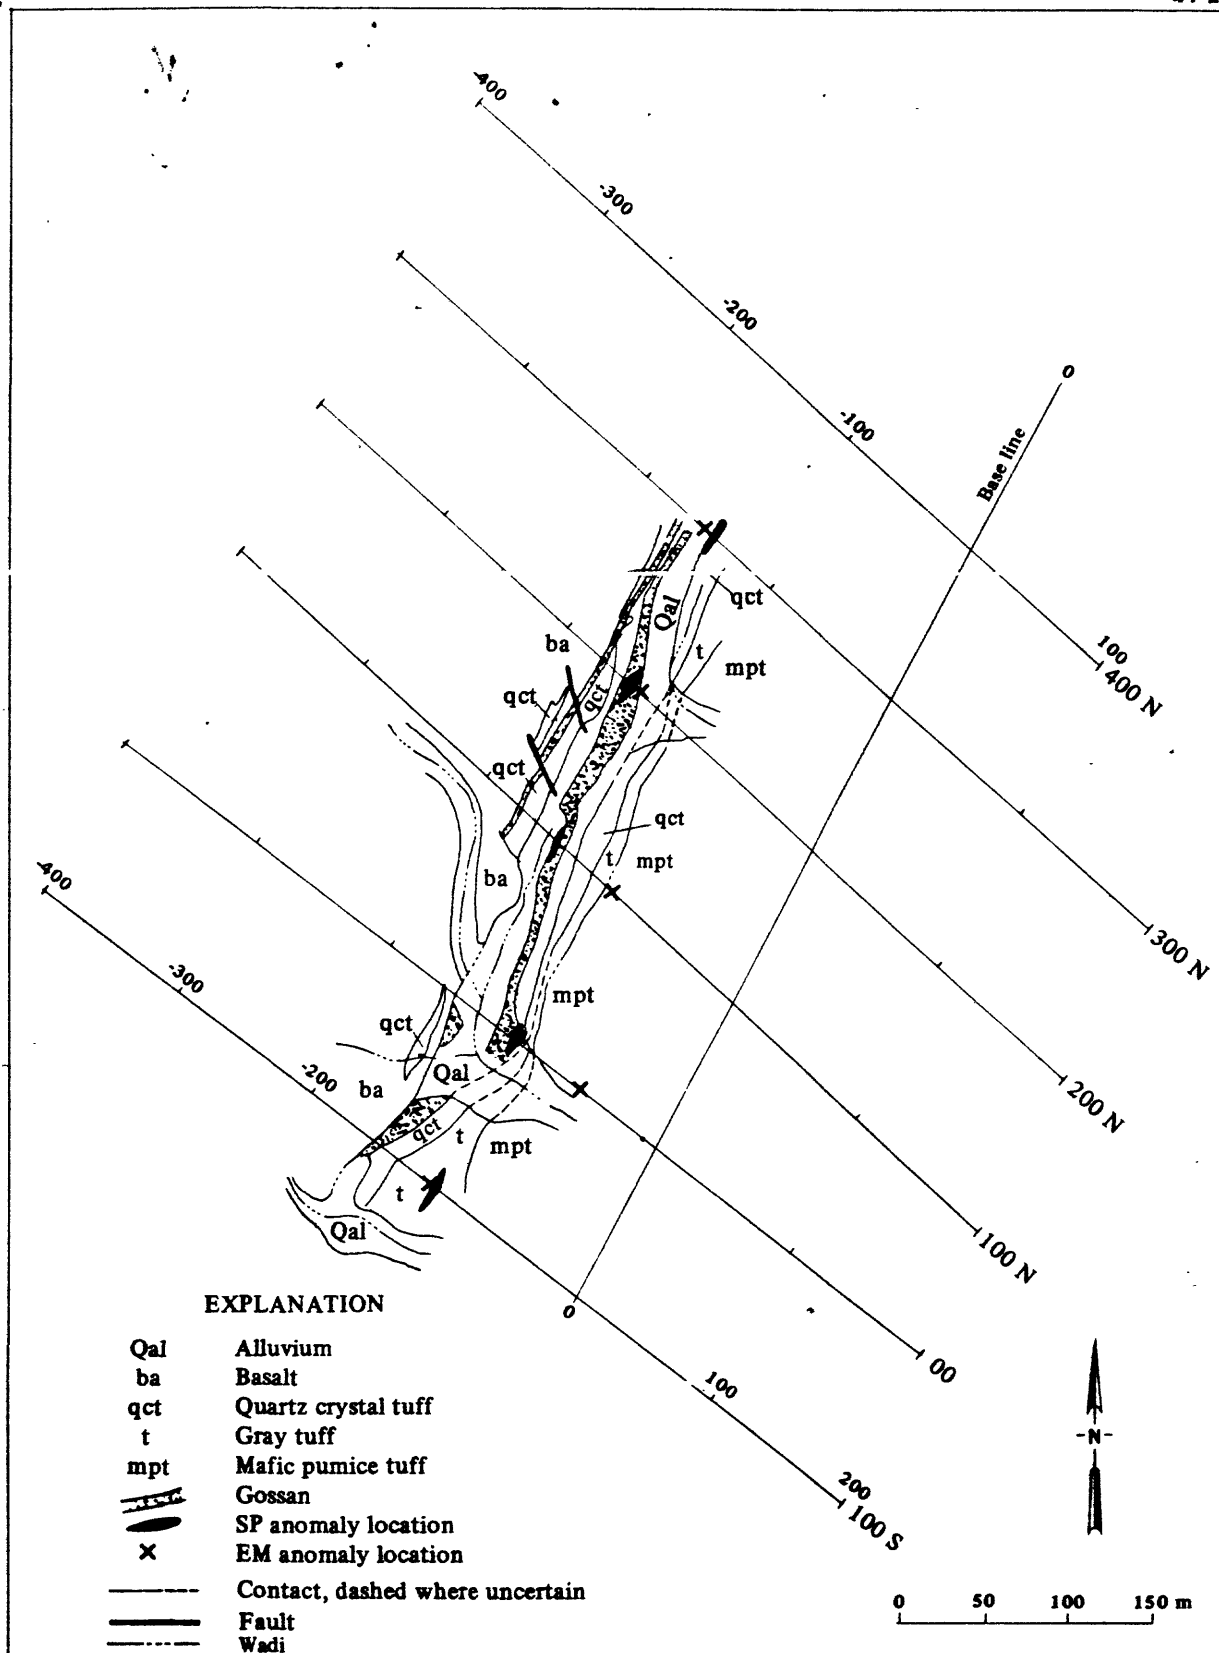 -400
-300
-200
-100
0
Base line
100
400 N
qct
Qal
ba
t
mpt
qct
qct
qct
qct
t
mpt
300 N
ba
-400
-300
mpt
qct
Qal
ba
-200
200 N
qct
t
mpt
t
Qal
100 N
0
00
100
200
100 S
EXPLANATION
Qal Alluvium
ba Basalt
qct Quartz crystal tuff
t Gray tuff
mpt Mafic pumice tuff
Gossan
SP anomaly location
EM anomaly location
Contact, dashed where uncertain
Fault
Wadi
-N-
0 50 100 150 m